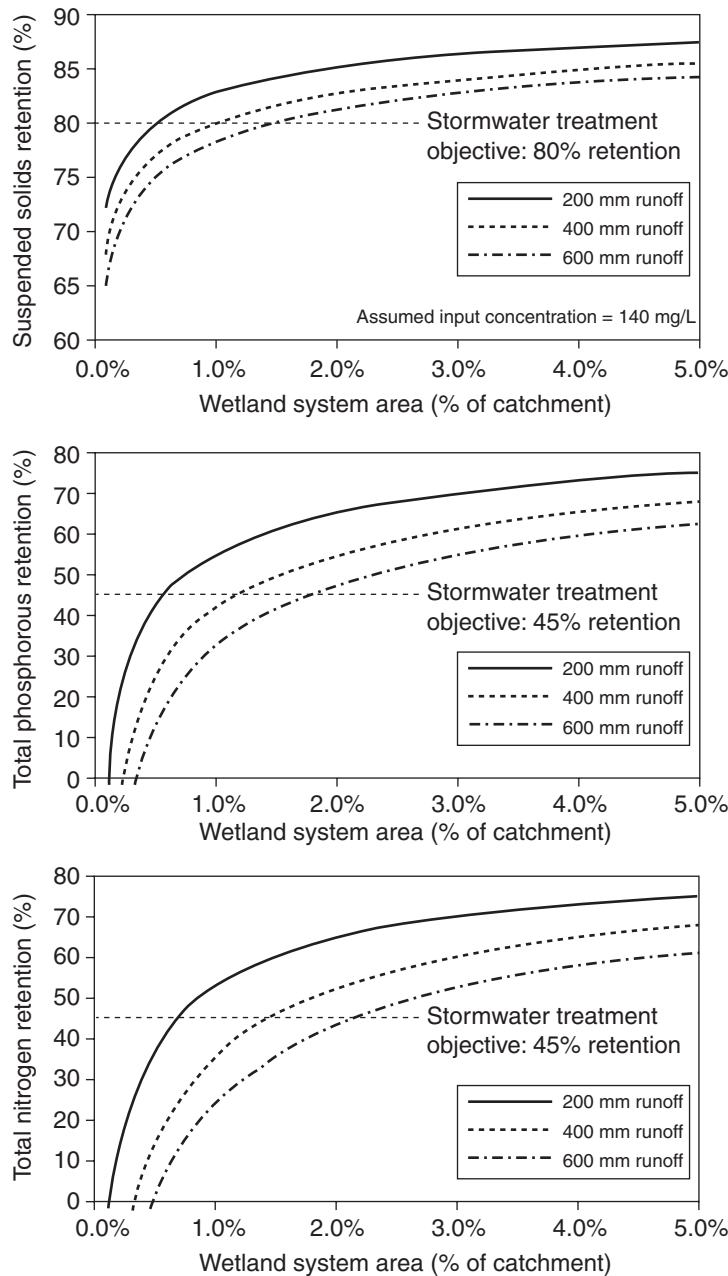 Suspended solids retention (%)
90
85
80
75
70
65
60
Stormwater treatment
objective: 80% retention
200 mm runoff
400 mm runoff
600 mm runoff
Assumed input concentration = 140 mg/L
0.0% 1.0% 2.0% 3.0% 4.0% 5.0%
Wetland system area (% of catchment)
Total phosphorous retention (%)
80
70
60
50
40
30
20
10
0
Stormwater treatment
objective: 45% retention
200 mm runoff
400 mm runoff
600 mm runoff
0.0% 1.0% 2.0% 3.0% 4.0% 5.0%
Wetland system area (% of catchment)
Total nitrogen retention (%)
80
70
60
50
40
30
20
10
0
Stormwater treatment
objective: 45% retention
200 mm runoff
400 mm runoff
600 mm runoff
0.0% 1.0% 2.0% 3.0% 4.0% 5.0%
Wetland system area (% of catchment)